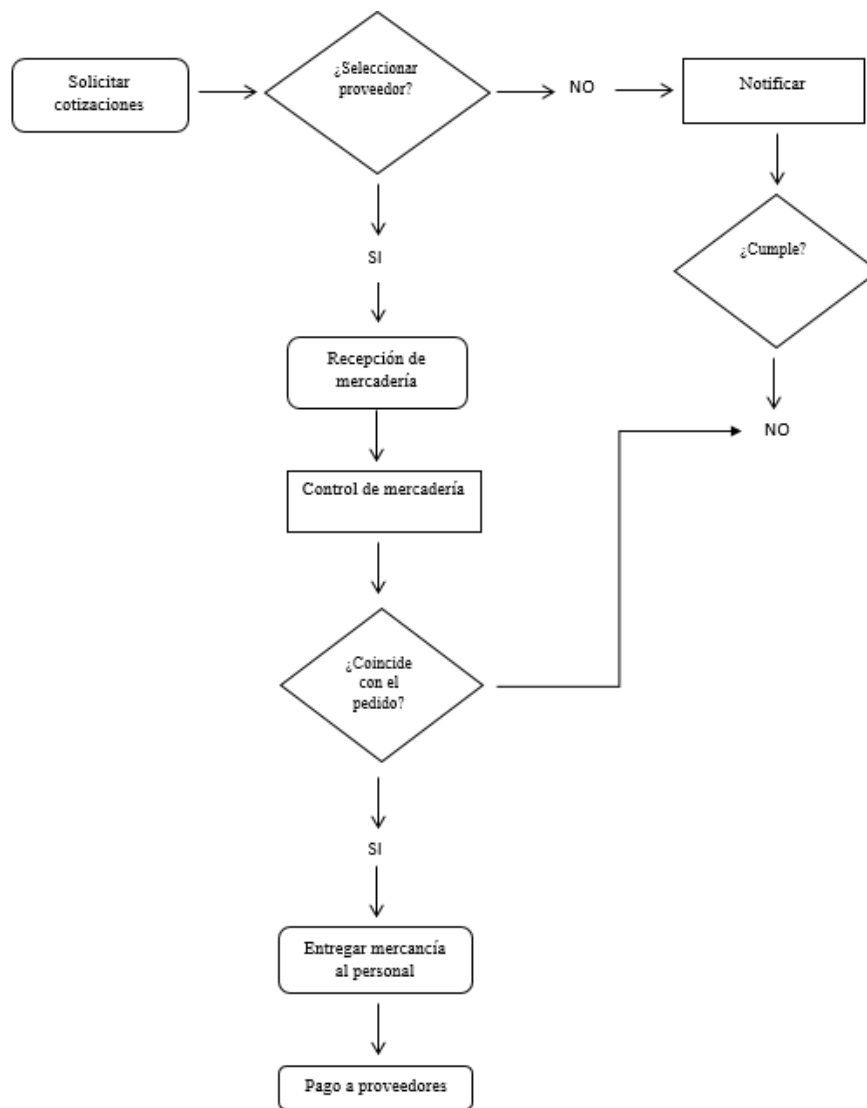 Solicitar
cotizaciones
¿Seleccionar
proveedor?
NO
Notificar
¿Cumple?
SI
Recepción de
mercadería
NO
Control de mercadería
¿Coincide
con el
pedido?
SI
Entregar mercancía
al personal
Pago a proveedores